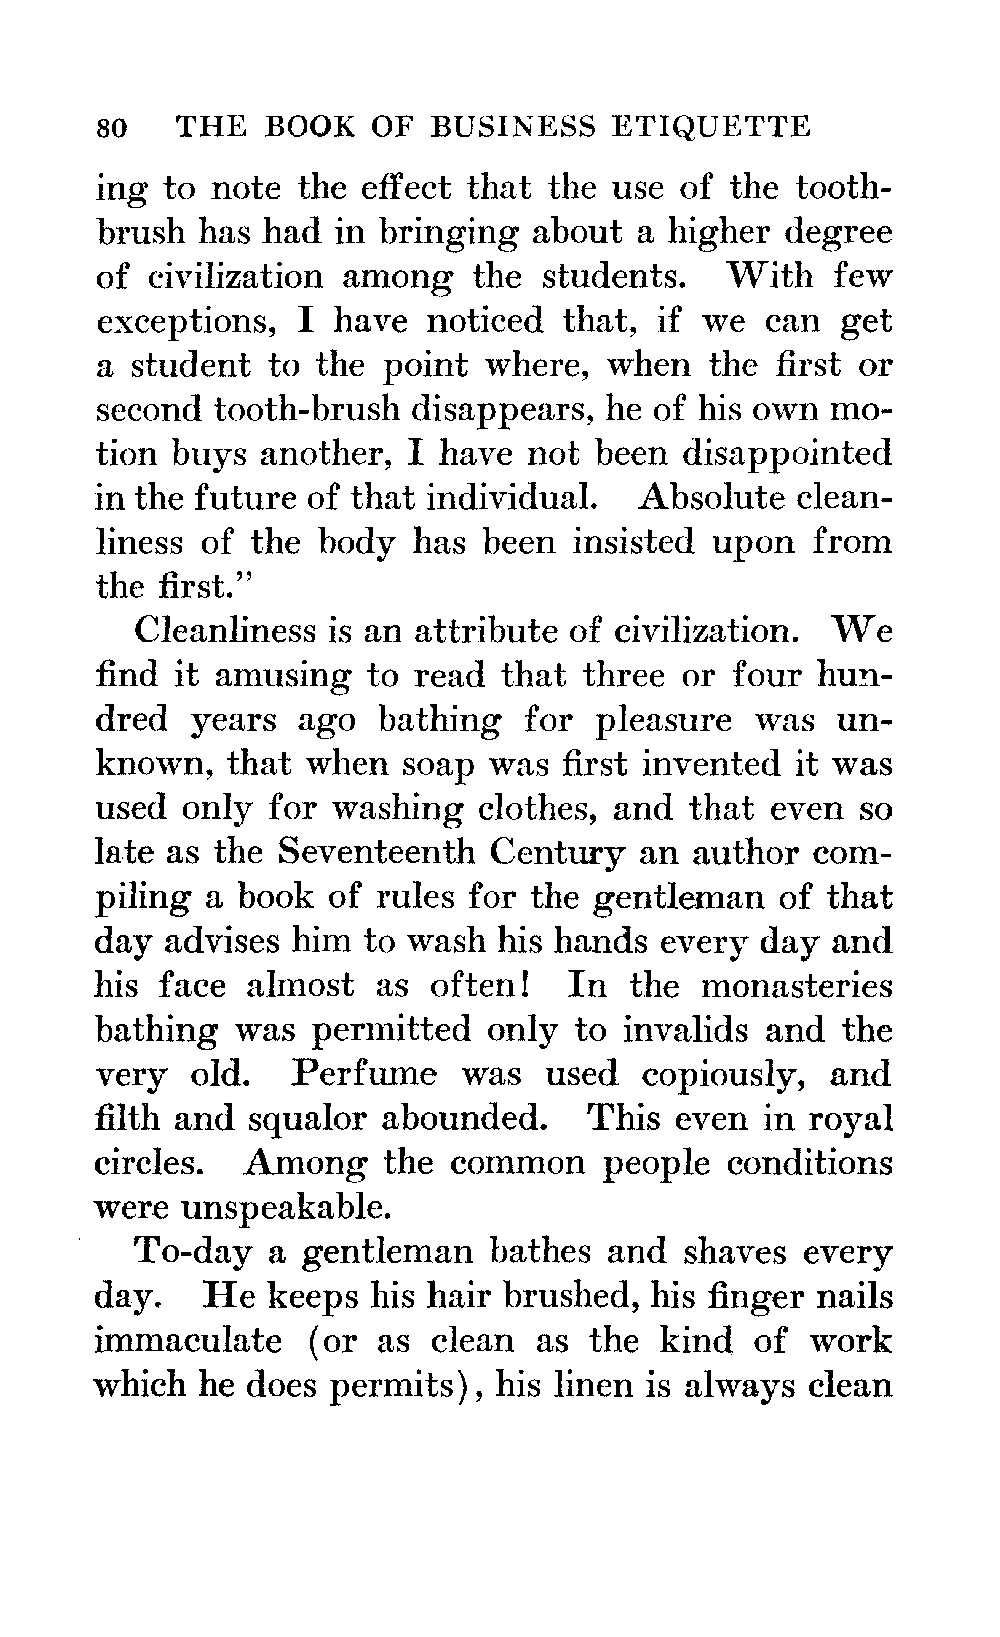 80 THE BOOK OF BUSINESS ETIQUETTE
ing to note the effect that the use of the tooth-
brush has had in bringing about a higher degree
of civilization among the students. With few
exceptions, I have noticed that, if we can get
a student to the point where, when the first or
second tooth-brush disappears, he of his own mo-
tion buys another, I have not been disappointed
in the future of that individual. Absolute clean-
liness of the body has been insisted upon from
the first."
Cleanliness is an attribute of civilization. We
find it amusing to read that three or four hun-
dred years ago bathing for pleasure was un-
known, that when soap was first invented it was
used only for washing clothes, and that even so
late as the Seventeenth Century an author com-
piling a book of rules for the gentleman of that
day advises him to wash his hands every day and
his face almost as often! In the monasteries
bathing was permitted only to invalids and the
very old. Perfume was used copiously, and
filth and squalor abounded. This even in royal
circles. Among the common people conditions
were unspeakable.
To-day a gentleman bathes and shaves every
day. He keeps his hair brushed, his finger nails
immaculate (or as clean as the kind of work
which he does permits), his linen is always clean